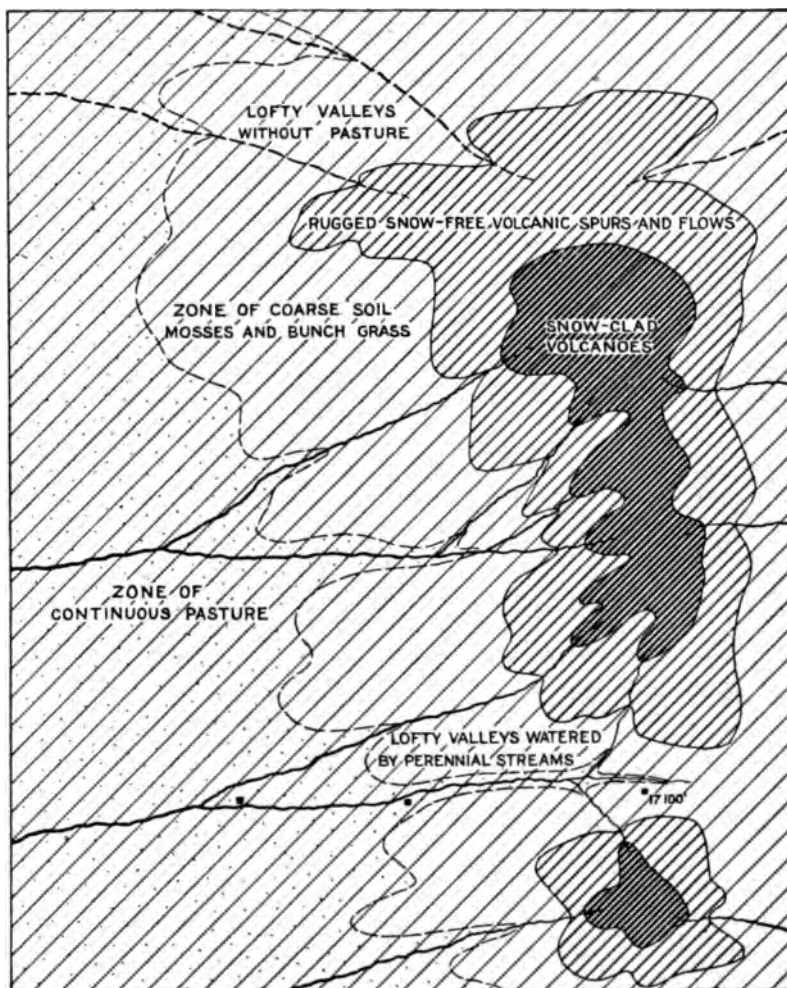 LOFTY VALLEYS
WITHOUT PASTURE
RUGGED SNOW-FREE VOLCANIC SPURS AND FLOWS
ZONE OF COARSE SOIL
MOSSES AND BUNCH GRASS
SNOW-CLAD
VOLCANOES
ZONE OF
CONTINUOUS PASTURE
LOFTY VALLEYS WATERED
BY PERENNIAL STREAMS
17100'